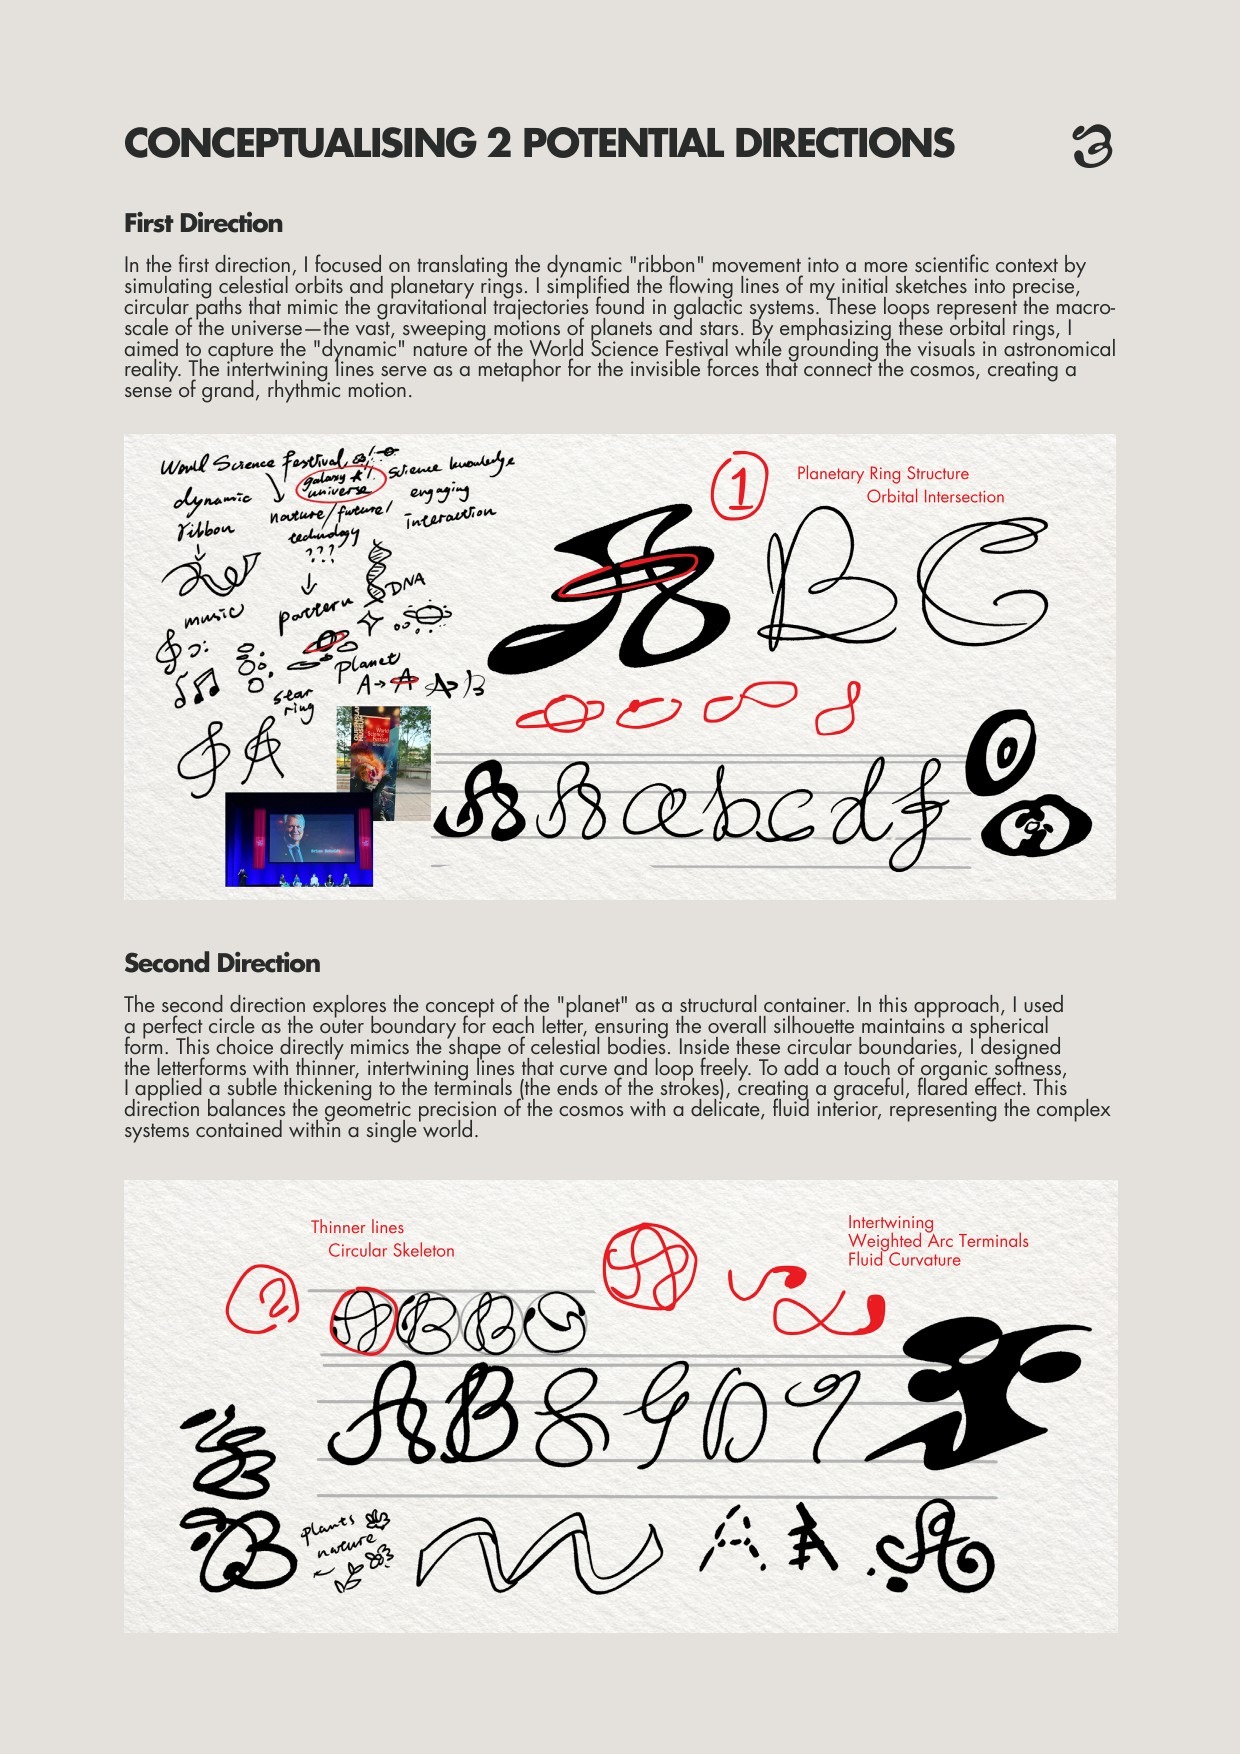 CONCEPTUALISING 2 POTENTIAL DIRECTIONS
3
First Direction
In the first direction, I focused on translating the dynamic "ribbon" movement into a more scientific context by
simulating celestial orbits and planetary rings. I simplified the flowing lines of my initial sketches into precise,
circular paths that mimic the gravitational trajectories found in galactic systems. These loops represent the macro-
scale of the universe—the vast, sweeping motions of planets and stars. By emphasizing these orbital rings, I
aimed to capture the "dynamic" nature of the World Science Festival while grounding the visuals in astronomical
reality. The intertwining lines serve as a metaphor for the invisible forces that connect the cosmos, creating a
sense of grand, rhythmic motion.
World Science Festival
galaxy
universe
science knowledge
engaging
interaction
dynamic
ribbon
nature/future/
technology
???
DNA
music
pattern
planet
A→A A B
star
ring
A
World
Science
Festival
1
Planetary Ring Structure
Orbital Intersection
A B C
A A a b c d f
Second Direction
The second direction explores the concept of the "planet" as a structural container. In this approach, I used
a perfect circle as the outer boundary for each letter, ensuring the overall silhouette maintains a spherical
form. This choice directly mimics the shape of celestial bodies. Inside these circular boundaries, I designed
the letterforms with thinner, intertwining lines that curve and loop freely. To add a touch of organic softness,
I applied a subtle thickening to the terminals (the ends of the strokes), creating a graceful, flared effect. This
direction balances the geometric precision of the cosmos with a delicate, fluid interior, representing the complex
systems contained within a single world.
Thinner lines
Circular Skeleton
Intertwining
Weighted Arc Terminals
Fluid Curvature
2
A B B S
A
A B 8 9 0 9
B
plants
nature
A A A